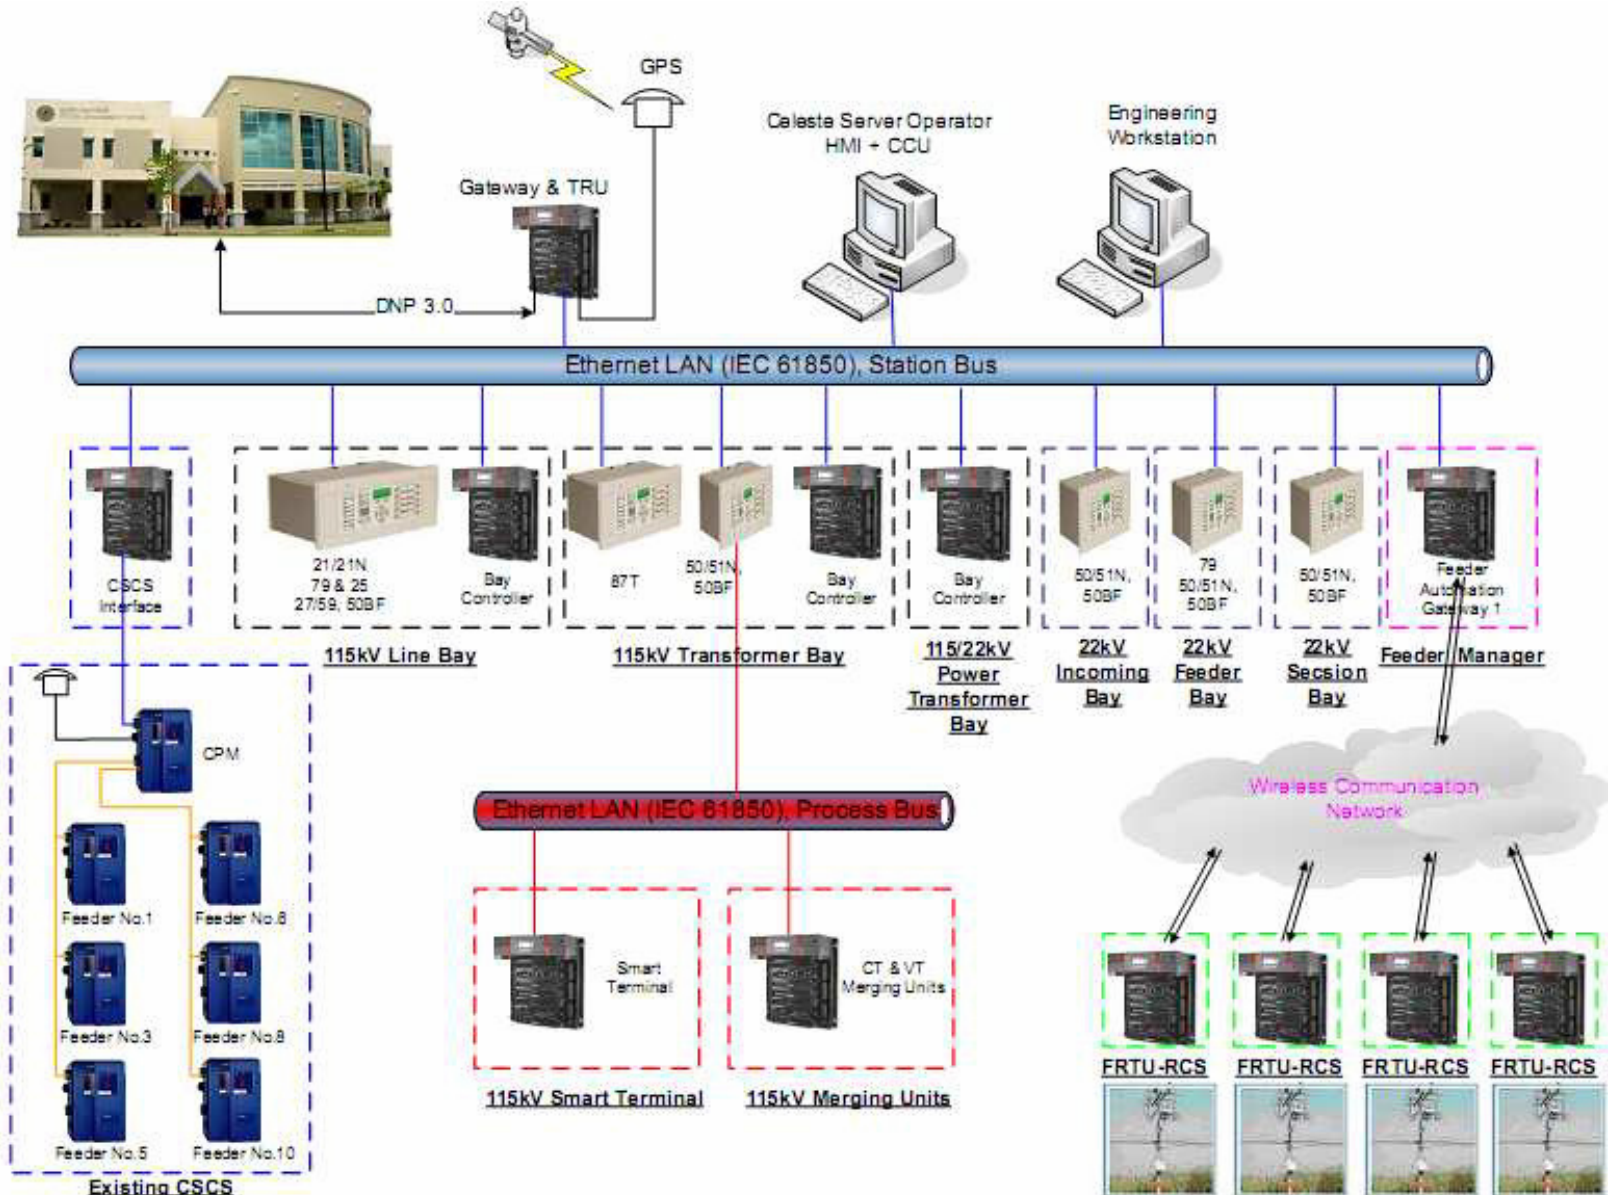 GPS
Celeste Server Operator
HMI + CCU
Engineering
Workstation
Gateway & TRU
DNP 3.0
Ethernet LAN (IEC 61850), Station Bus
CSCS
Interface
21/21N
79 & 25
27/59, 50BF
Bay
Controller
87T
50/51N,
50BF
Bay
Controller
Bay
Controller
50/51N,
50BF
79
50/51N,
50BF
50/51N,
50BF
Feeder
Automation
Gateway 1
115kV Line Bay
115kV Transformer Bay
115/22kV
Power
Transformer
Bay
22kV
Incoming
Bay
22kV
Feeder
Bay
22kV
Secsion
Bay
Feeder Manager
CPM
Feeder No.1
Feeder No.6
Feeder No.3
Feeder No.8
Feeder No.5
Feeder No.10
Existing CSCS
Ethernet LAN (IEC 61850), Process Bus
Smart
Terminal
CT & VT
Merging Units
115kV Smart Terminal
115kV Merging Units
Wireless Communication
Network
FRTU-RCS
FRTU-RCS
FRTU-RCS
FRTU-RCS